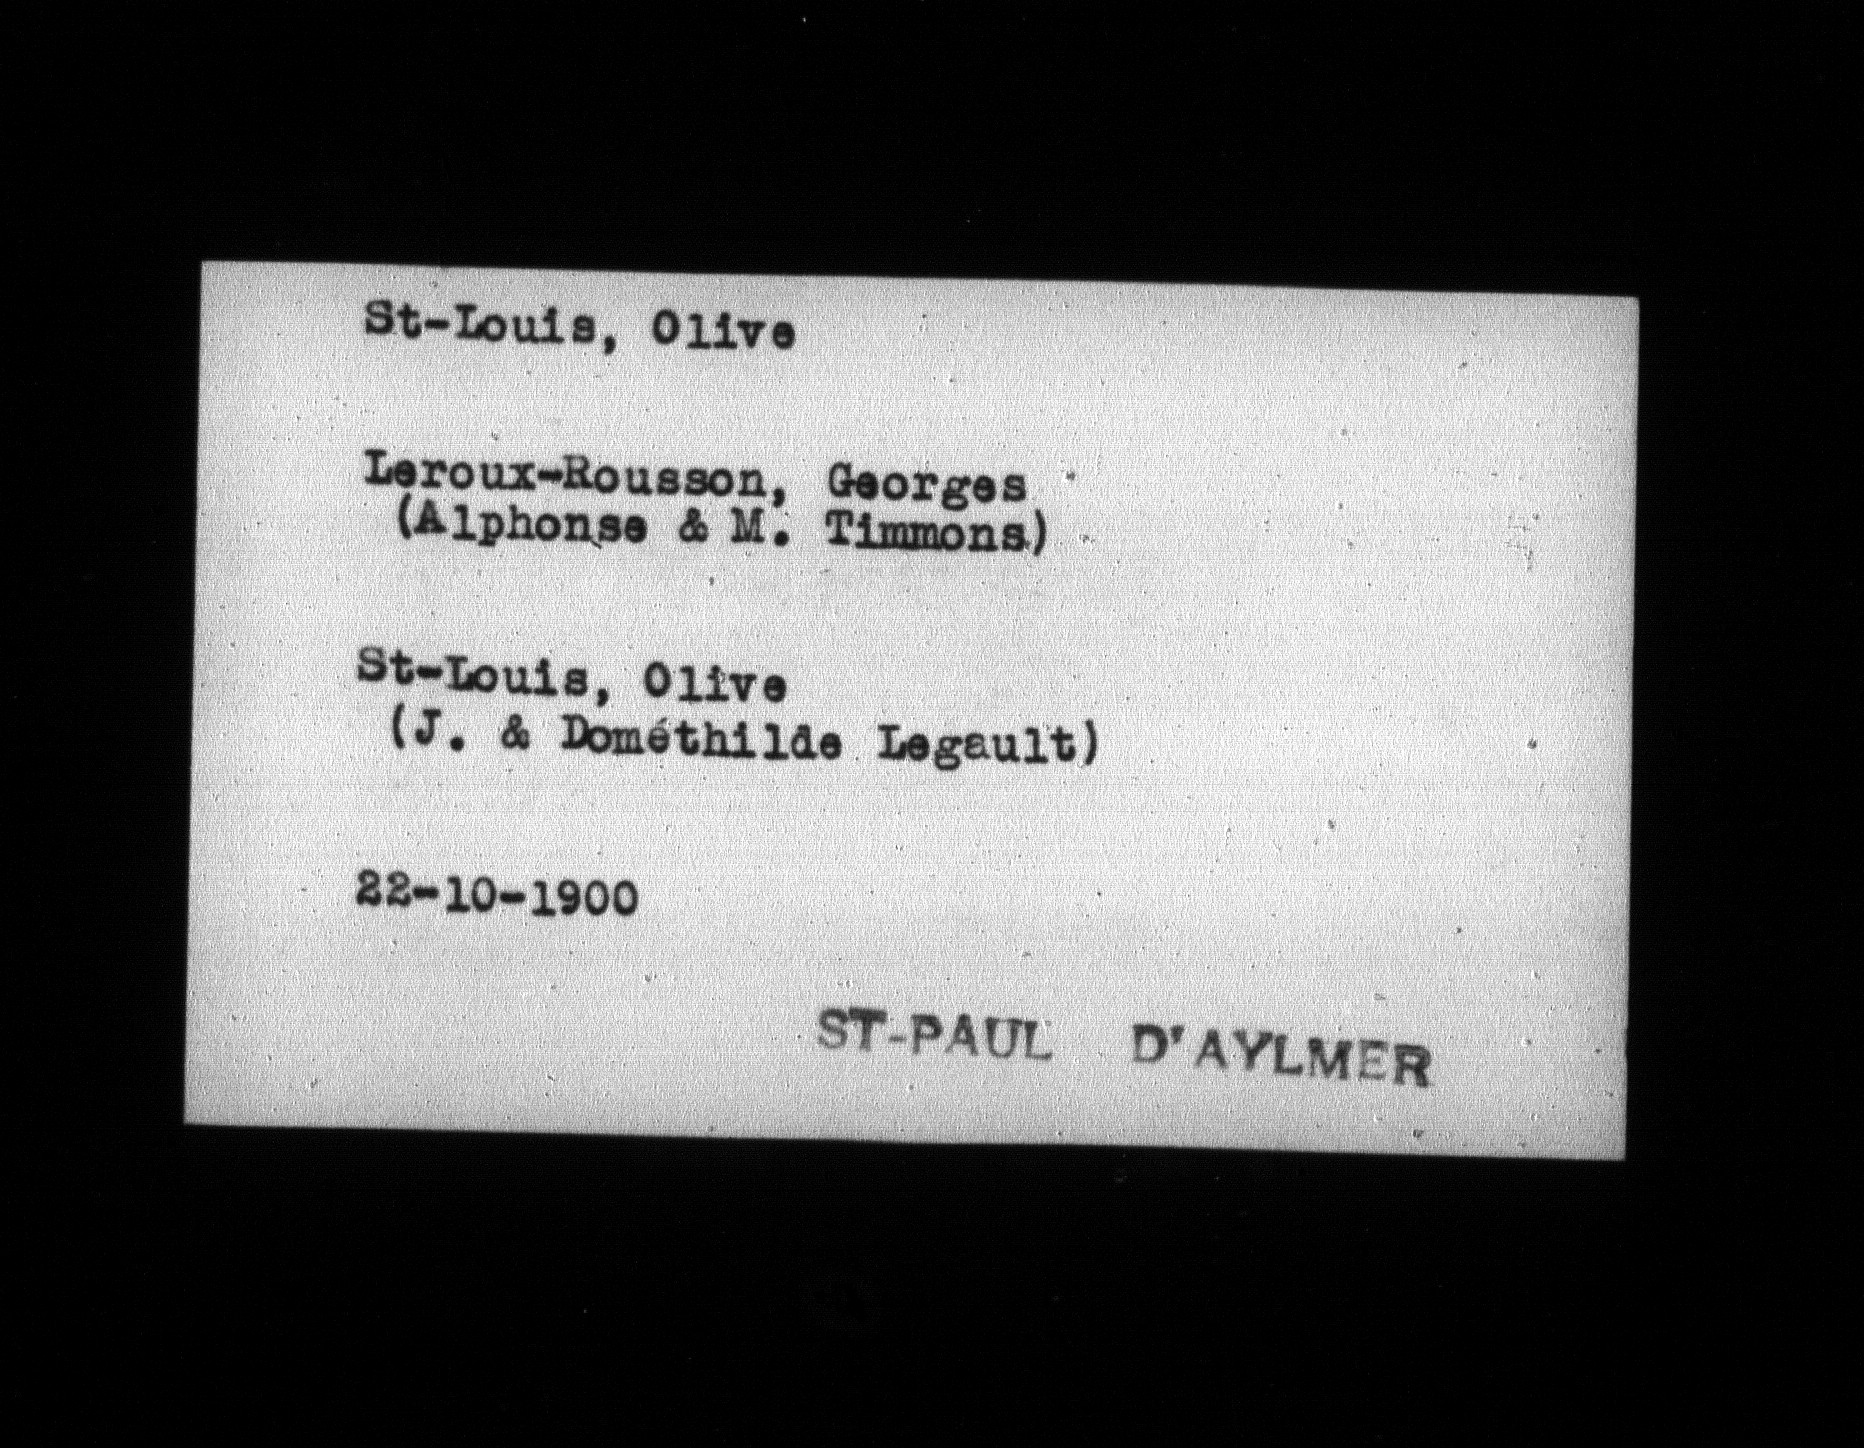 St-Louis, Olive
Leroux-Rousson, Georges
(Alphonse & M. Timmons)
St-Louis, Olive
(J. & Dométhilde Legault)
22-10-1900
ST-PAUL D'AYLMER